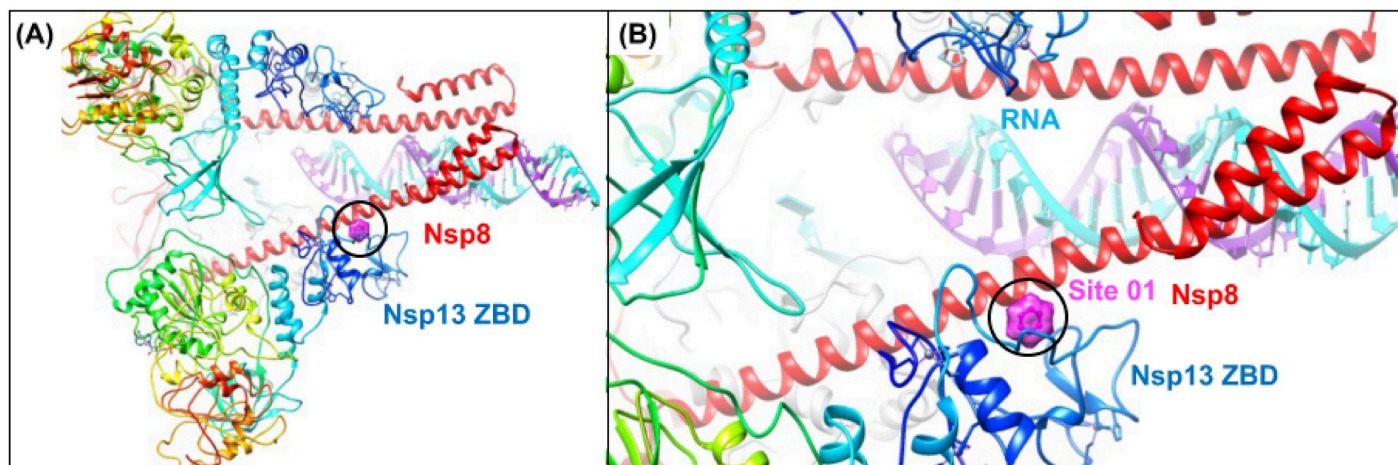 (A)
Nsp8
Nsp13 ZBD
(B)
RNA
Site 01
Nsp8
Nsp13 ZBD